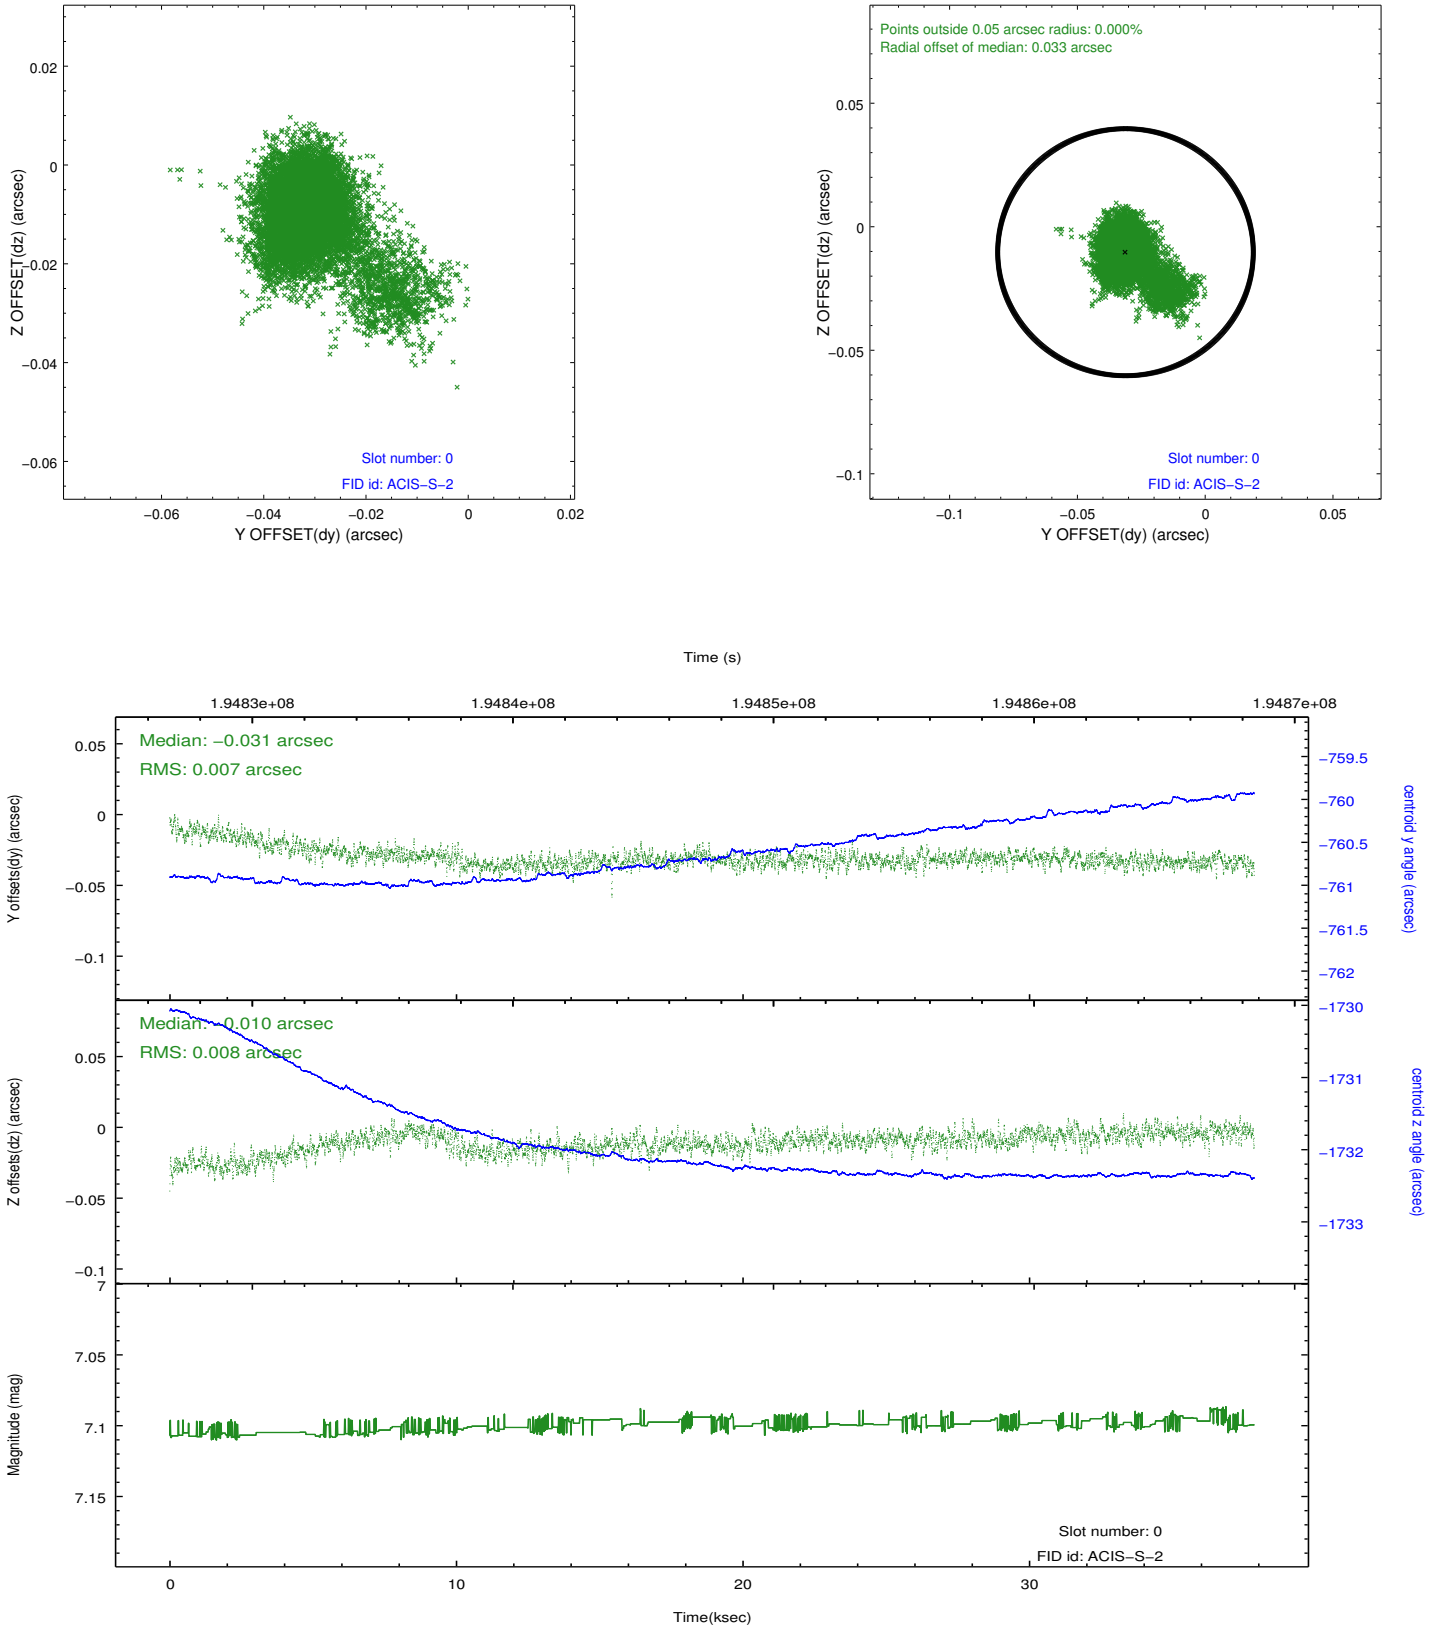 0.02
0
−0.02
−0.04
−0.06
Z OFFSET(dz) (arcsec)
Slot number: 0
FID id: ACIS−S−2
−0.06
−0.04
−0.02
0
0.02
Y OFFSET(dy) (arcsec)
Points outside 0.05 arcsec radius: 0.000%
Radial offset of median: 0.033 arcsec
0.05
0
−0.05
−0.1
Z OFFSET(dz) (arcsec)
Slot number: 0
FID id: ACIS−S−2
−0.1
−0.05
0
0.05
Y OFFSET(dy) (arcsec)
Time (s)
1.9483e+08
1.9484e+08
1.9485e+08
1.9486e+08
1.9487e+08
Median: −0.031 arcsec
RMS: 0.007 arcsec
0.05
0
−0.05
−0.1
Y offsets(dy) (arcsec)
−759.5
−760
−760.5
−761
−761.5
−762
centroid y angle (arcsec)
Median: −0.010 arcsec
RMS: 0.008 arcsec
0.05
0
−0.05
−0.1
Z offsets(dz) (arcsec)
−1730
−1731
−1732
−1733
centroid z angle (arcsec)
7
7.05
7.1
7.15
Magnitude (mag)
Slot number: 0
FID id: ACIS−S−2
0
10
20
30
Time(ksec)